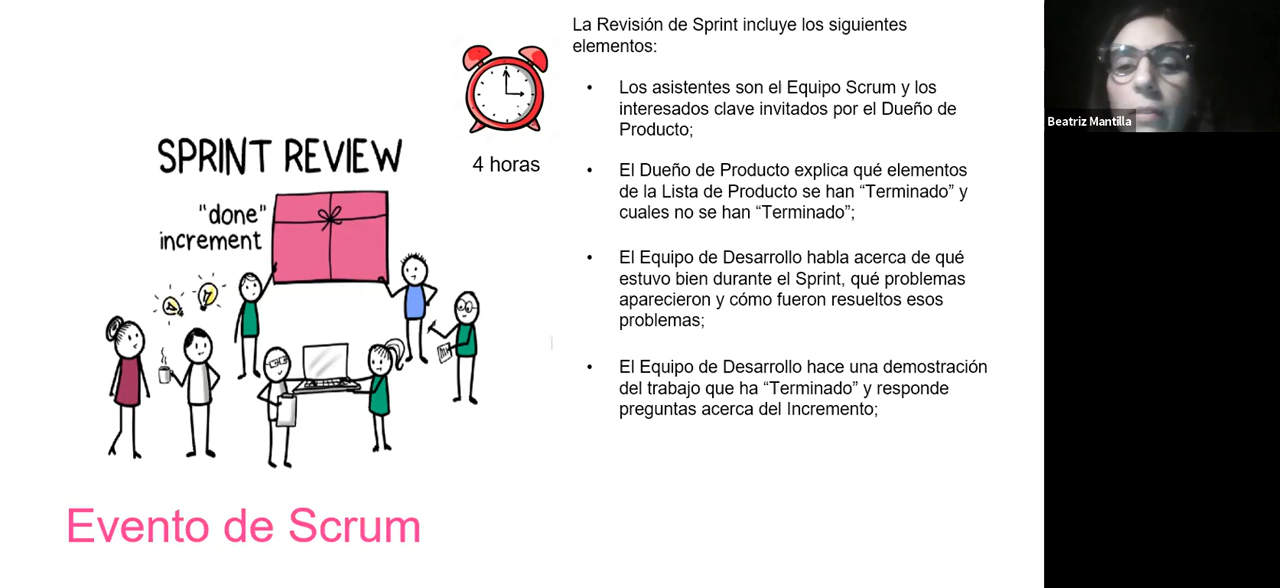 SPRINT REVIEW
"done"
increment
4 horas
Evento de Scrum
La Revisión de Sprint incluye los siguientes
elementos:
• Los asistentes son el Equipo Scrum y los
interesados clave invitados por el Dueño de
Producto;
• El Dueño de Producto explica qué elementos
de la Lista de Producto se han “Terminado” y
cuales no se han “Terminado”;
• El Equipo de Desarrollo habla acerca de qué
estuvo bien durante el Sprint, qué problemas
aparecieron y cómo fueron resueltos esos
problemas;
• El Equipo de Desarrollo hace una demostración
del trabajo que ha “Terminado” y responde
preguntas acerca del Incremento;
Beatriz Mantilla